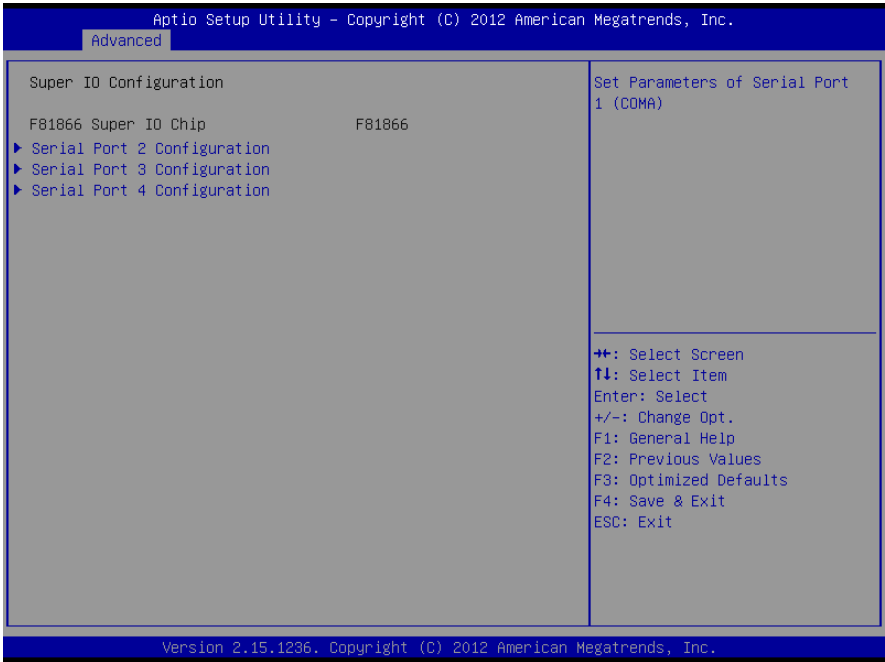 Aptio Setup Utility – Copyright (C) 2012 American Megatrends, Inc.
Advanced
Super IO Configuration
F81866 Super IO Chip F81866
Serial Port 2 Configuration
Serial Port 3 Configuration
Serial Port 4 Configuration
Set Parameters of Serial Port
1 (COMA)
→←: Select Screen
↑↓: Select Item
Enter: Select
+/-: Change Opt.
F1: General Help
F2: Previous Values
F3: Optimized Defaults
F4: Save & Exit
ESC: Exit
Version 2.15.1236. Copyright (C) 2012 American Megatrends, Inc.